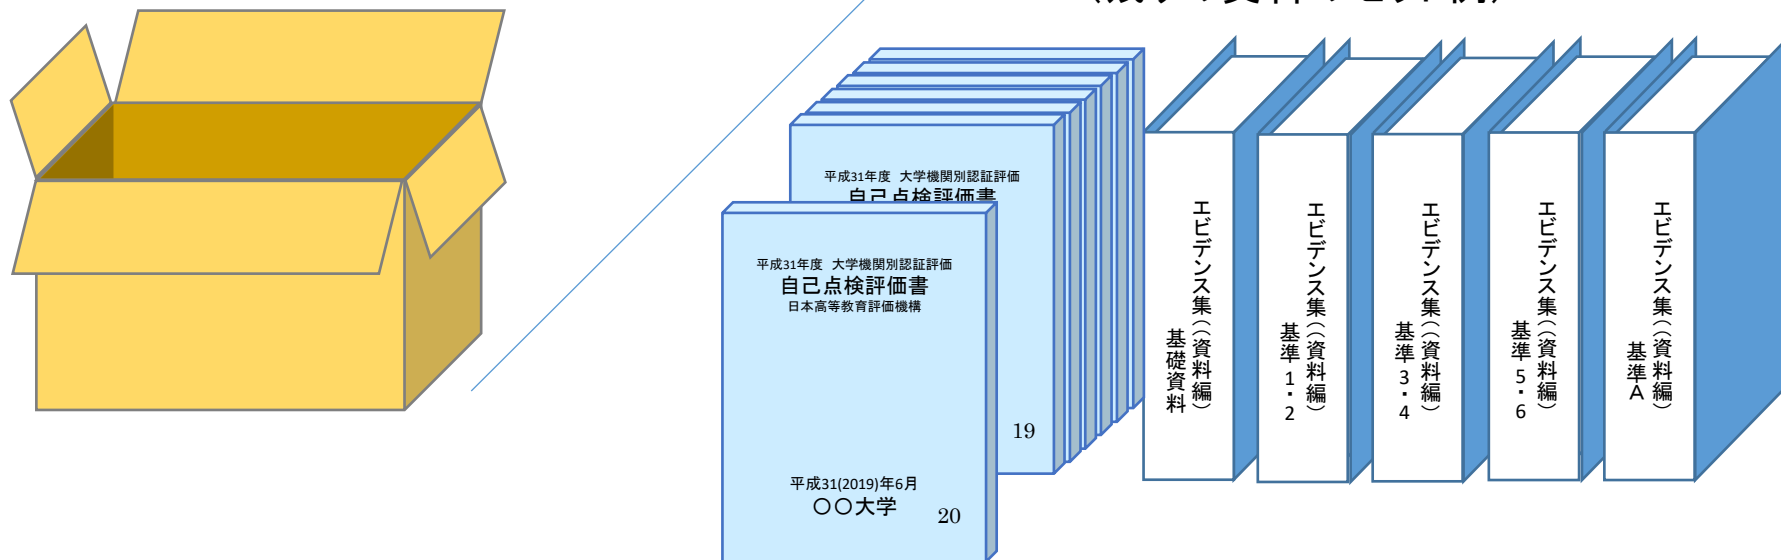 平成31年度 大学機関別認証評価
自己点検評価書
19
平成31年度 大学機関別認証評価
自己点検評価書
日本高等教育評価機構
平成31(2019)年6月
〇〇大学
20
エビデンス集（（資料編）
基礎資料
エビデンス集（（資料編）
基準1・2
エビデンス集（（資料編）
基準3・4
エビデンス集（（資料編）
基準5・6
エビデンス集（（資料編）
基準A